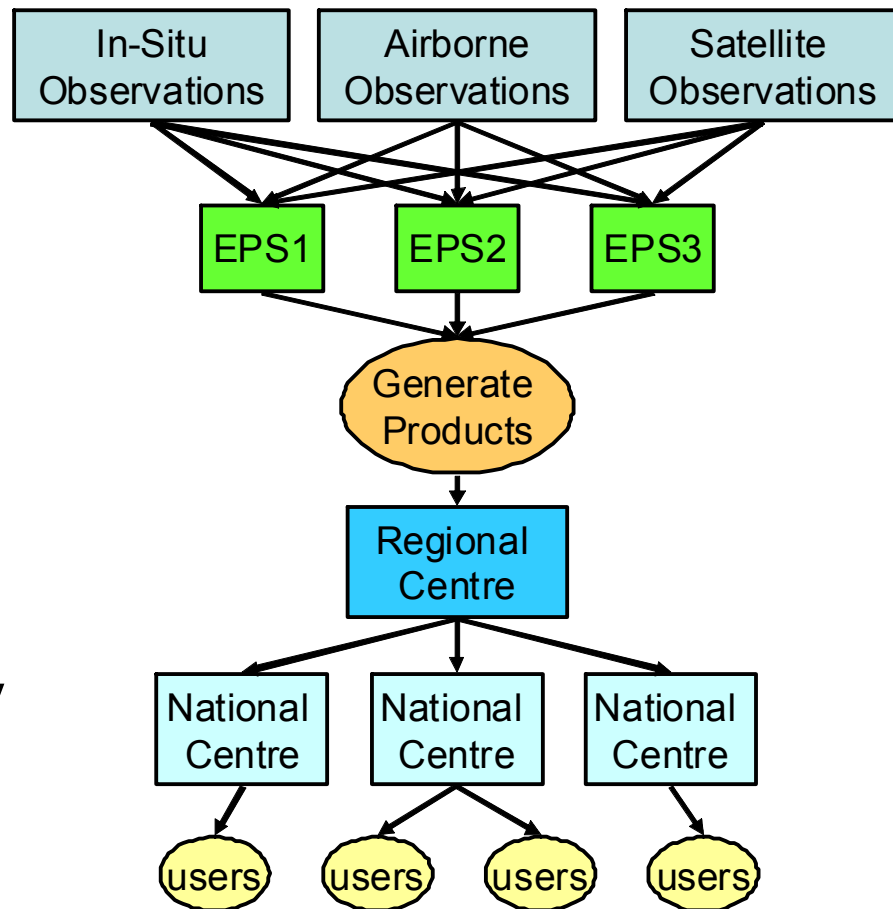 In-Situ
Observations
Airborne
Observations
Satellite
Observations
EPS1
EPS2
EPS3
Generate
Products
Regional
Centre
National
Centre
National
Centre
National
Centre
users
users
users
users